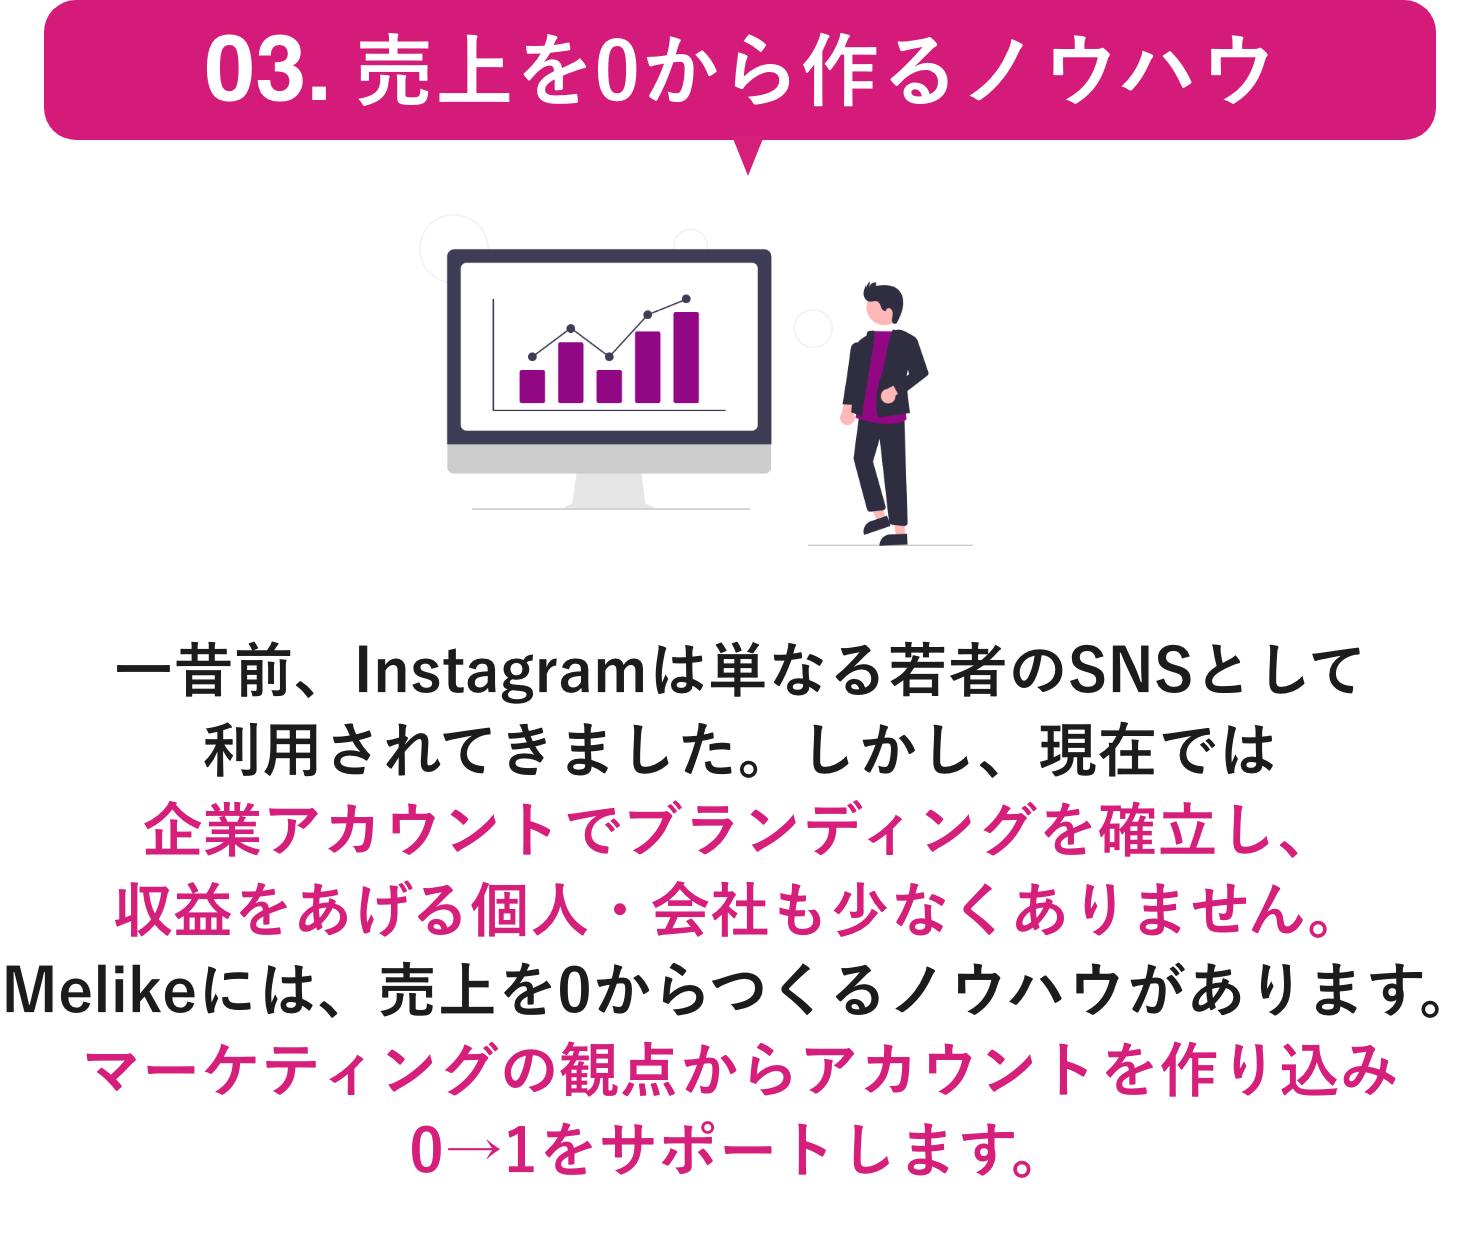 03. 売上を0から作るノウハウ
一昔前、Instagramは単なる若者のSNSとして
利用されてきました。しかし、現在では
企業アカウントでブランディングを確立し、
収益をあげる個人・会社も少なくありません。
Melikeには、売上を0からつくるノウハウがあります。
マーケティングの観点からアカウントを作り込み
0→1をサポートします。